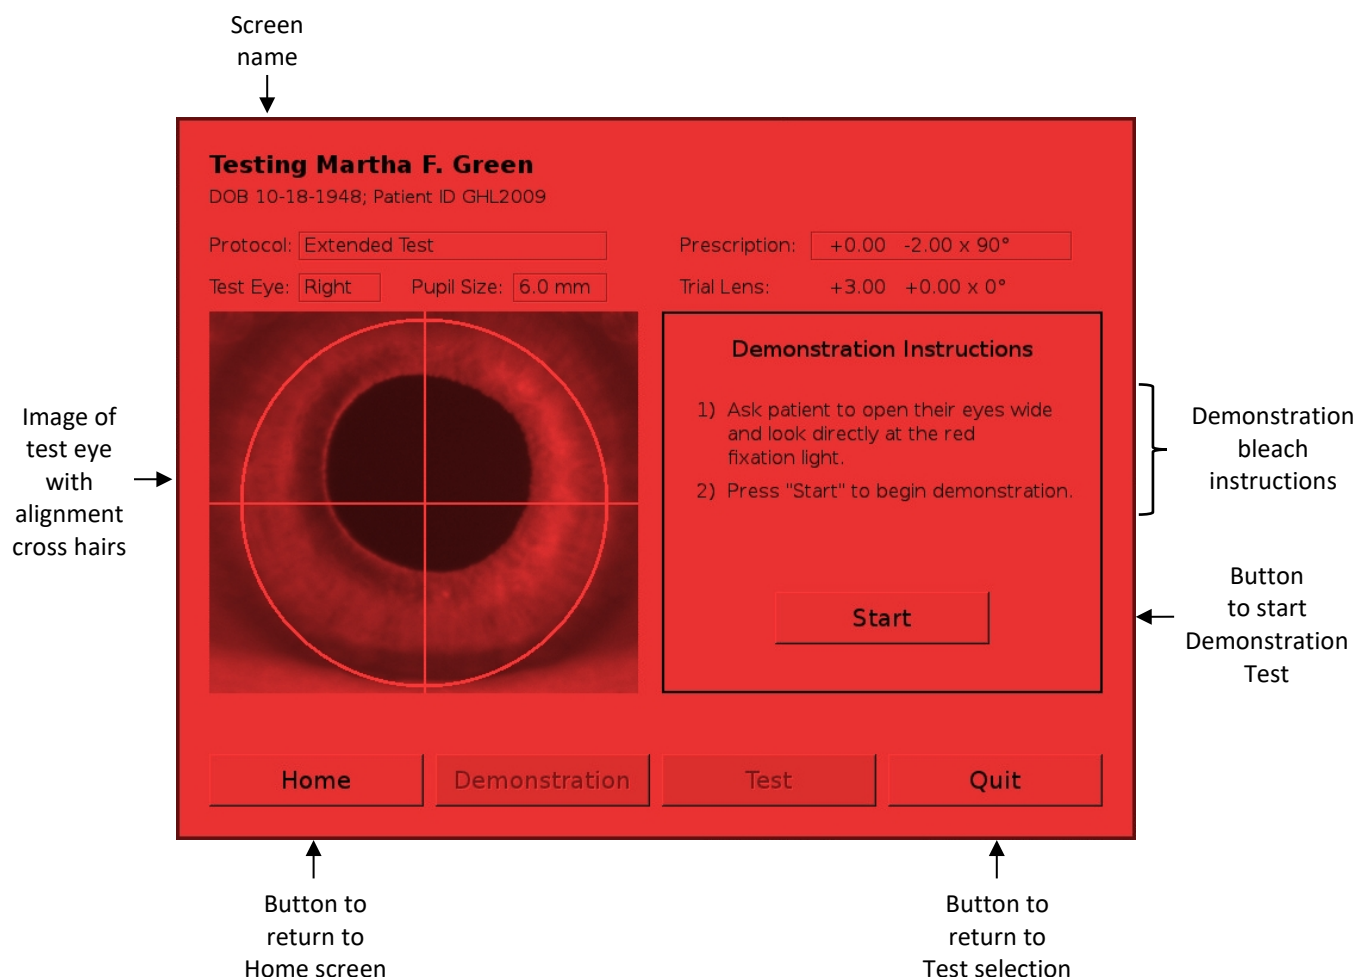 Screen
name
Testing Martha F. Green
DOB 10-18-1948; Patient ID GHL2009
Protocol: Extended Test
Prescription: +0.00 -2.00 x 90°
Test Eye: Right Pupil Size: 6.0 mm
Trial Lens: +3.00 +0.00 x 0°
Image of
test eye
with
alignment
cross hairs
Demonstration Instructions
1) Ask patient to open their eyes wide
and look directly at the red
fixation light.
2) Press "Start" to begin demonstration.
Start
Demonstration
bleach
instructions
Button
to start
Demonstration
Test
Home
Demonstration
Test
Quit
Button to
return to
Home screen
Button to
return to
Test selection